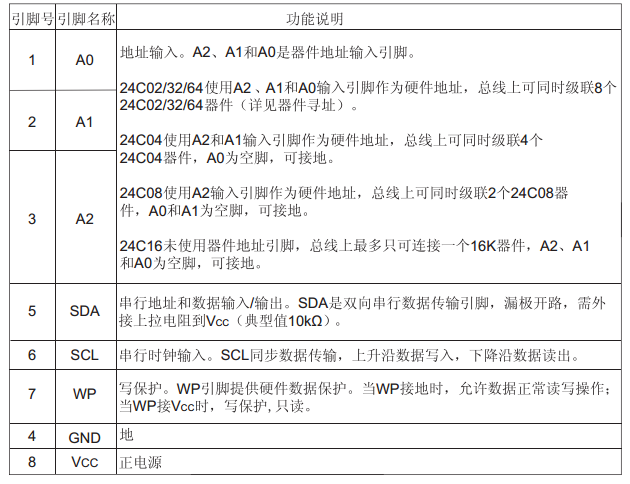 引脚号 引脚名称 功能说明
1 A0
地址输入。A2、A1和A0是器件地址输入引脚。
24C02/32/64使用A2、A1和A0输入引脚作为硬件地址，总线上可同时级联8个
24C02/32/64器件（详见器件寻址）。
2 A1
24C04使用A2和A1输入引脚作为硬件地址，总线上可同时级联4个
24C04器件，A0为空脚，可接地。
3 A2
24C08使用A2输入引脚作为硬件地址，总线上可同时级联2个24C08器
件，A0和A1为空脚，可接地。
24C16未使用器件地址引脚，总线上最多只可连接一个16K器件，A2、A1
和A0为空脚，可接地。
5 SDA
串行地址和数据输入/输出。SDA是双向串行数据传输引脚，漏极开路，需外
接上拉电阻到Vcc（典型值10kΩ）。
6 SCL 串行时钟输入。SCL同步数据传输，上升沿数据写入，下降沿数据读出。
7 WP
写保护。WP引脚提供硬件数据保护。当WP接地时，允许数据正常读写操作；
当WP接Vcc时，写保护,只读。
4 GND 地
8 Vcc 正电源